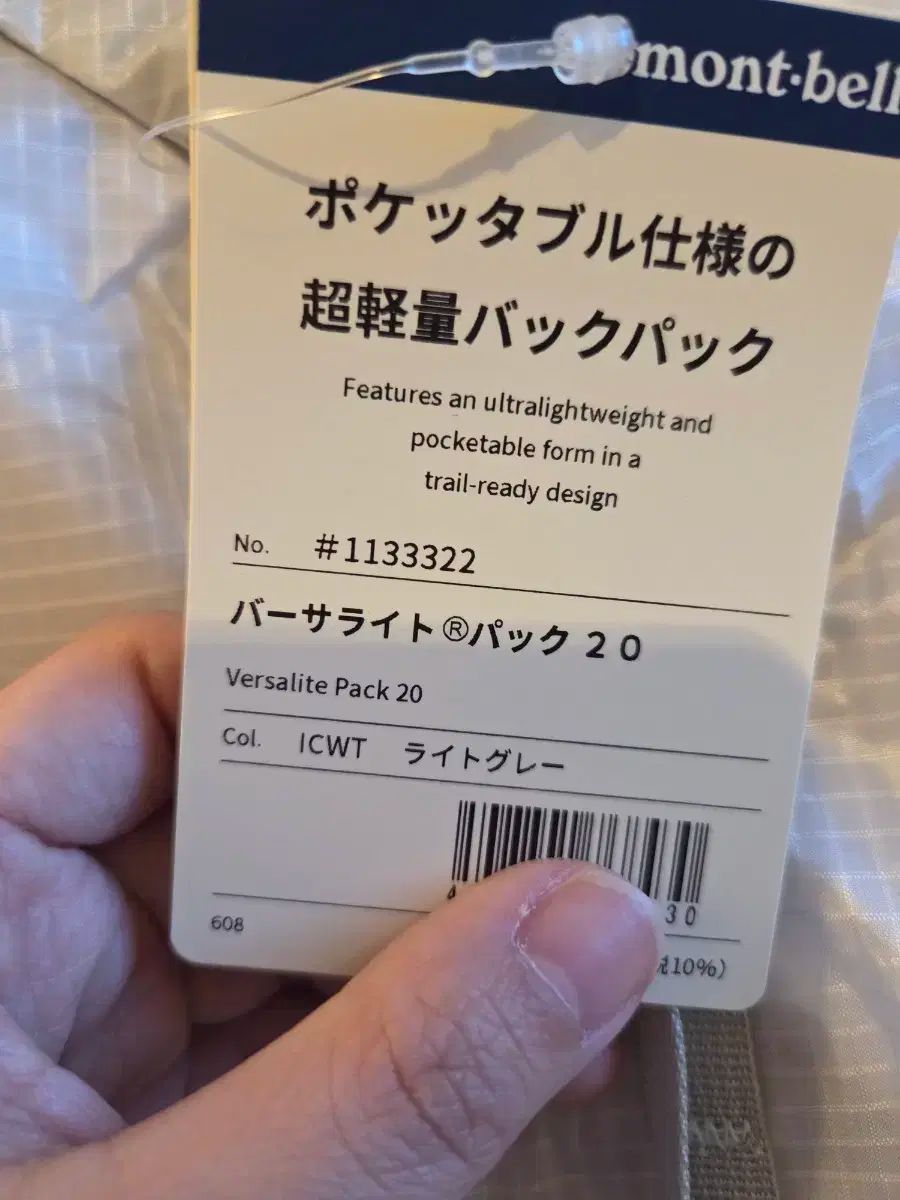 mont-bell
ポケッタブル仕様の
超軽量バックパック
Features an ultralightweight and
pocketable form in a
trail-ready design
No. #1133322
バーサライト®パック 20
Versalite Pack 20
Col. ICWT ライトグレー
4 30
608
税10%)